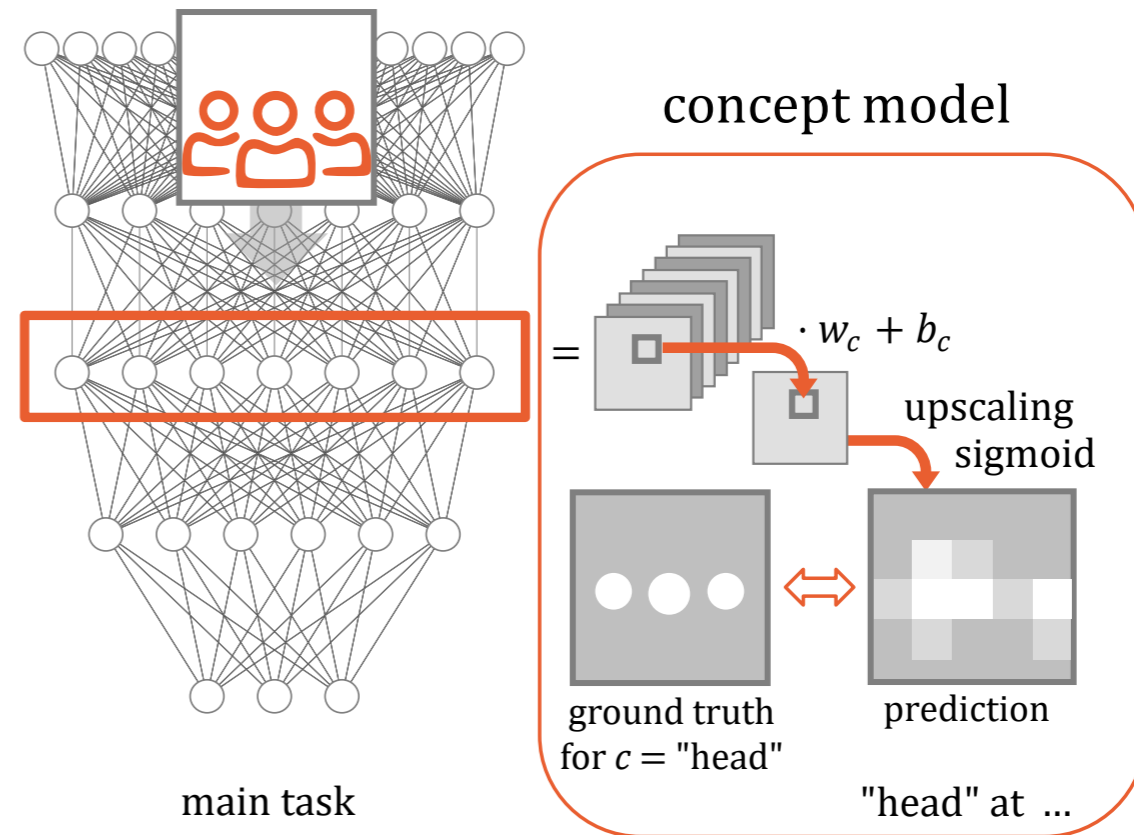 concept model
=
· w_c + b_c
upscaling
sigmoid
ground truth
for c = "head"
prediction
main task
"head" at ...